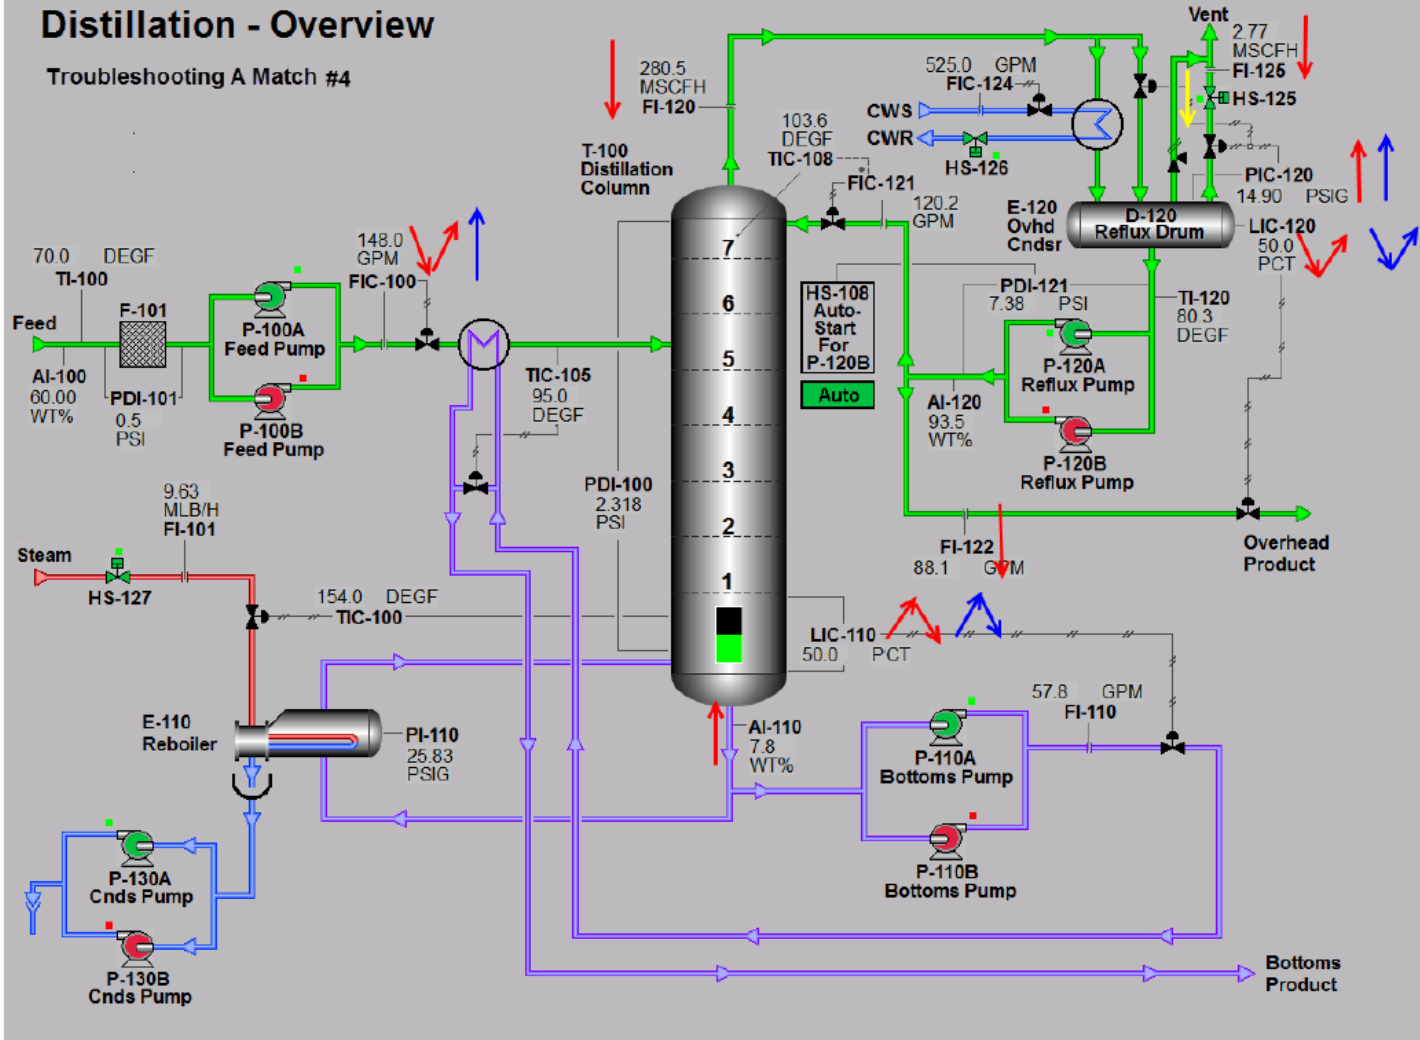 Distillation - Overview
Troubleshooting A Match #4
Vent
2.77
MSCFH
FI-125
HS-125
280.5
MSCFH
FI-120
525.0 GPM
FIC-124
CWS
CWR
HS-126
103.6
DEGF
TIC-108
T-100
Distillation
Column
FIC-121
120.2
GPM
PIC-120
14.90 PSIG
E-120
Ovhd
Cndsr
D-120
Reflux Drum
LIC-120
50.0
PCT
70.0 DEGF
TI-100
148.0
GPM
FIC-100
F-101
Feed
P-100A
Feed Pump
AI-100
60.00
WT%
PDI-101
0.5
PSI
P-100B
Feed Pump
TIC-105
95.0
DEGF
7
6
5
4
3
2
1
HS-108
Auto-
Start
For
P-120B
Auto
PDI-121
7.38 PSI
TI-120
80.3
DEGF
P-120A
Reflux Pump
AI-120
93.5
WT%
P-120B
Reflux Pump
PDI-100
2.318
PSI
9.63
MLB/H
FI-101
Steam
HS-127
154.0 DEGF
TIC-100
FI-122
88.1 GPM
Overhead
Product
LIC-110
50.0 PCT
57.8 GPM
FI-110
E-110
Reboiler
PI-110
25.83
PSIG
AI-110
7.8
WT%
P-110A
Bottoms Pump
P-110B
Bottoms Pump
P-130A
Cnds Pump
P-130B
Cnds Pump
Bottoms
Product